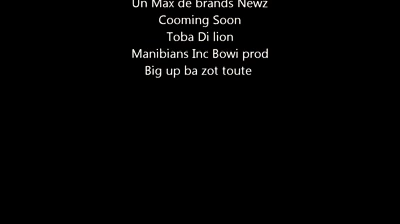 Un Max de brands Newz
Cooming Soon
Toba Di lion
Manibians Inc Bowi prod
Big up ba zot toute